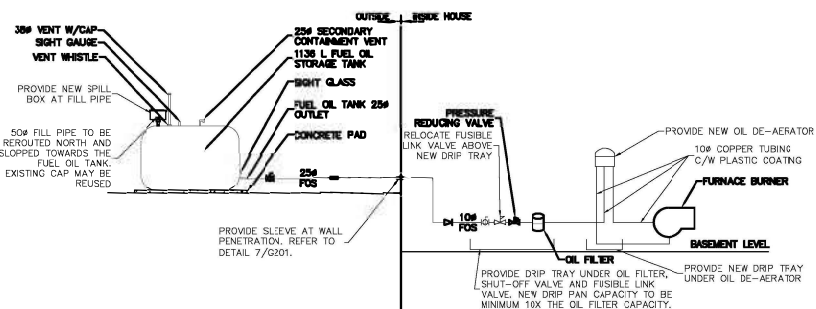 OUTSIDE INSIDE HOUSE
38ø VENT W/CAP
SIGHT GAUGE
VENT WHISTLE
PROVIDE NEW SPILL
BOX AT FILL PIPE
50ø FILL PIPE TO BE
REROUTED NORTH AND
SLOPPED TOWARDS THE
FUEL OIL TANK.
EXISTING CAP MAY BE
REUSED
25ø SECONDARY
CONTAINMENT VENT
1136 L FUEL OIL
STORAGE TANK
SIGHT GLASS
FUEL OIL TANK 25ø
OUTLET
CONCRETE PAD
25ø
FOS
PROVIDE SLEEVE AT WALL
PENETRATION. REFER TO
DETAIL 7/G201.
PRESSURE
REDUCING VALVE
RELOCATE FUSIBLE
LINK VALVE ABOVE
NEW DRIP TRAY
10ø
FOS
OIL FILTER
PROVIDE NEW OIL DE-AERATOR
10ø COPPER TUBING
C/W PLASTIC COATING
FURNACE BURNER
BASEMENT LEVEL
PROVIDE DRIP TRAY UNDER OIL FILTER,
SHUT-OFF VALVE AND FUSIBLE LINK
VALVE. NEW DRIP PAN CAPACITY TO BE
MINIMUM 10X THE OIL FILTER CAPACITY.
PROVIDE NEW DRIP TRAY
UNDER OIL DE-AERATOR